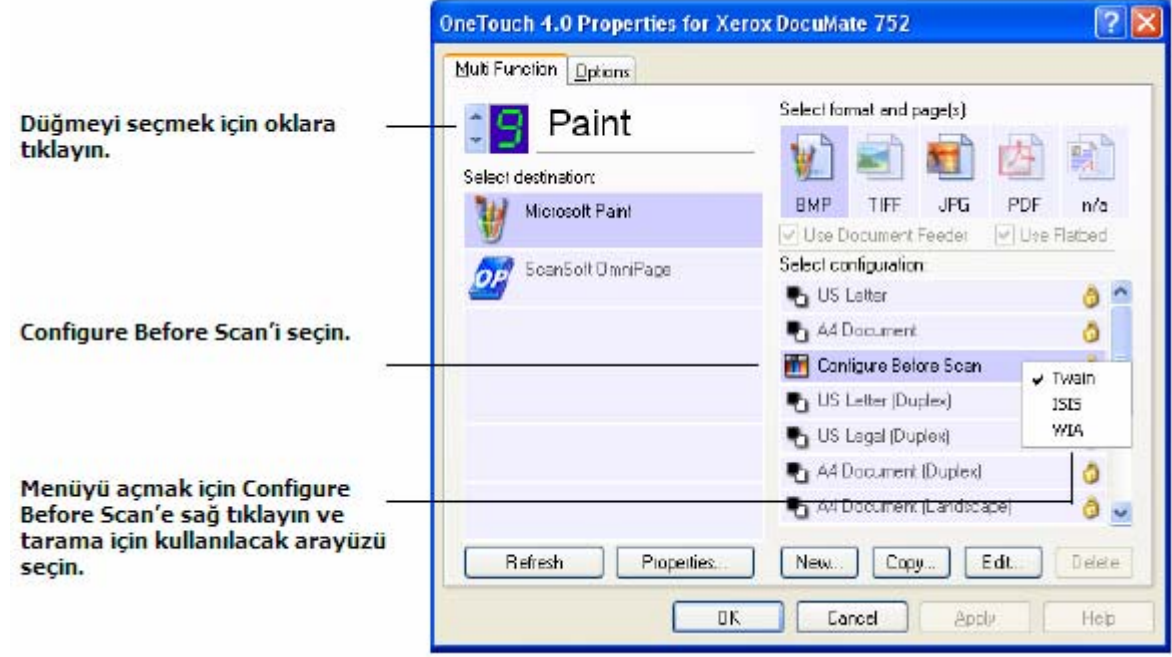 OneTouch 4.0 Properties for Xerox DocuMate 752
Multi Function
Options
Düğmeyi seçmek için oklara
tıklayın.
9
Paint
Select destination:
Microsoft Paint
ScanSoft OmniPage
Select format and page(s)
BMP
TIFF
JPG
PDF
n/a
Use Document Feeder
Use Flatbed
Select configuration:
US Letter
A4 Document
Configure Before Scan
US Letter (Duplex)
US Legal (Duplex)
A4 Document (Duplex)
A4 Document (Landscape)
Twain
ISIS
WIA
Configure Before Scan’i seçin.
Menüyü açmak için Configure
Before Scan’e sağ tıklayın ve
tarama için kullanılacak arayüzü
seçin.
Refresh
Properties...
New...
Copy...
Edit...
Delete
OK
Cancel
Apply
Help